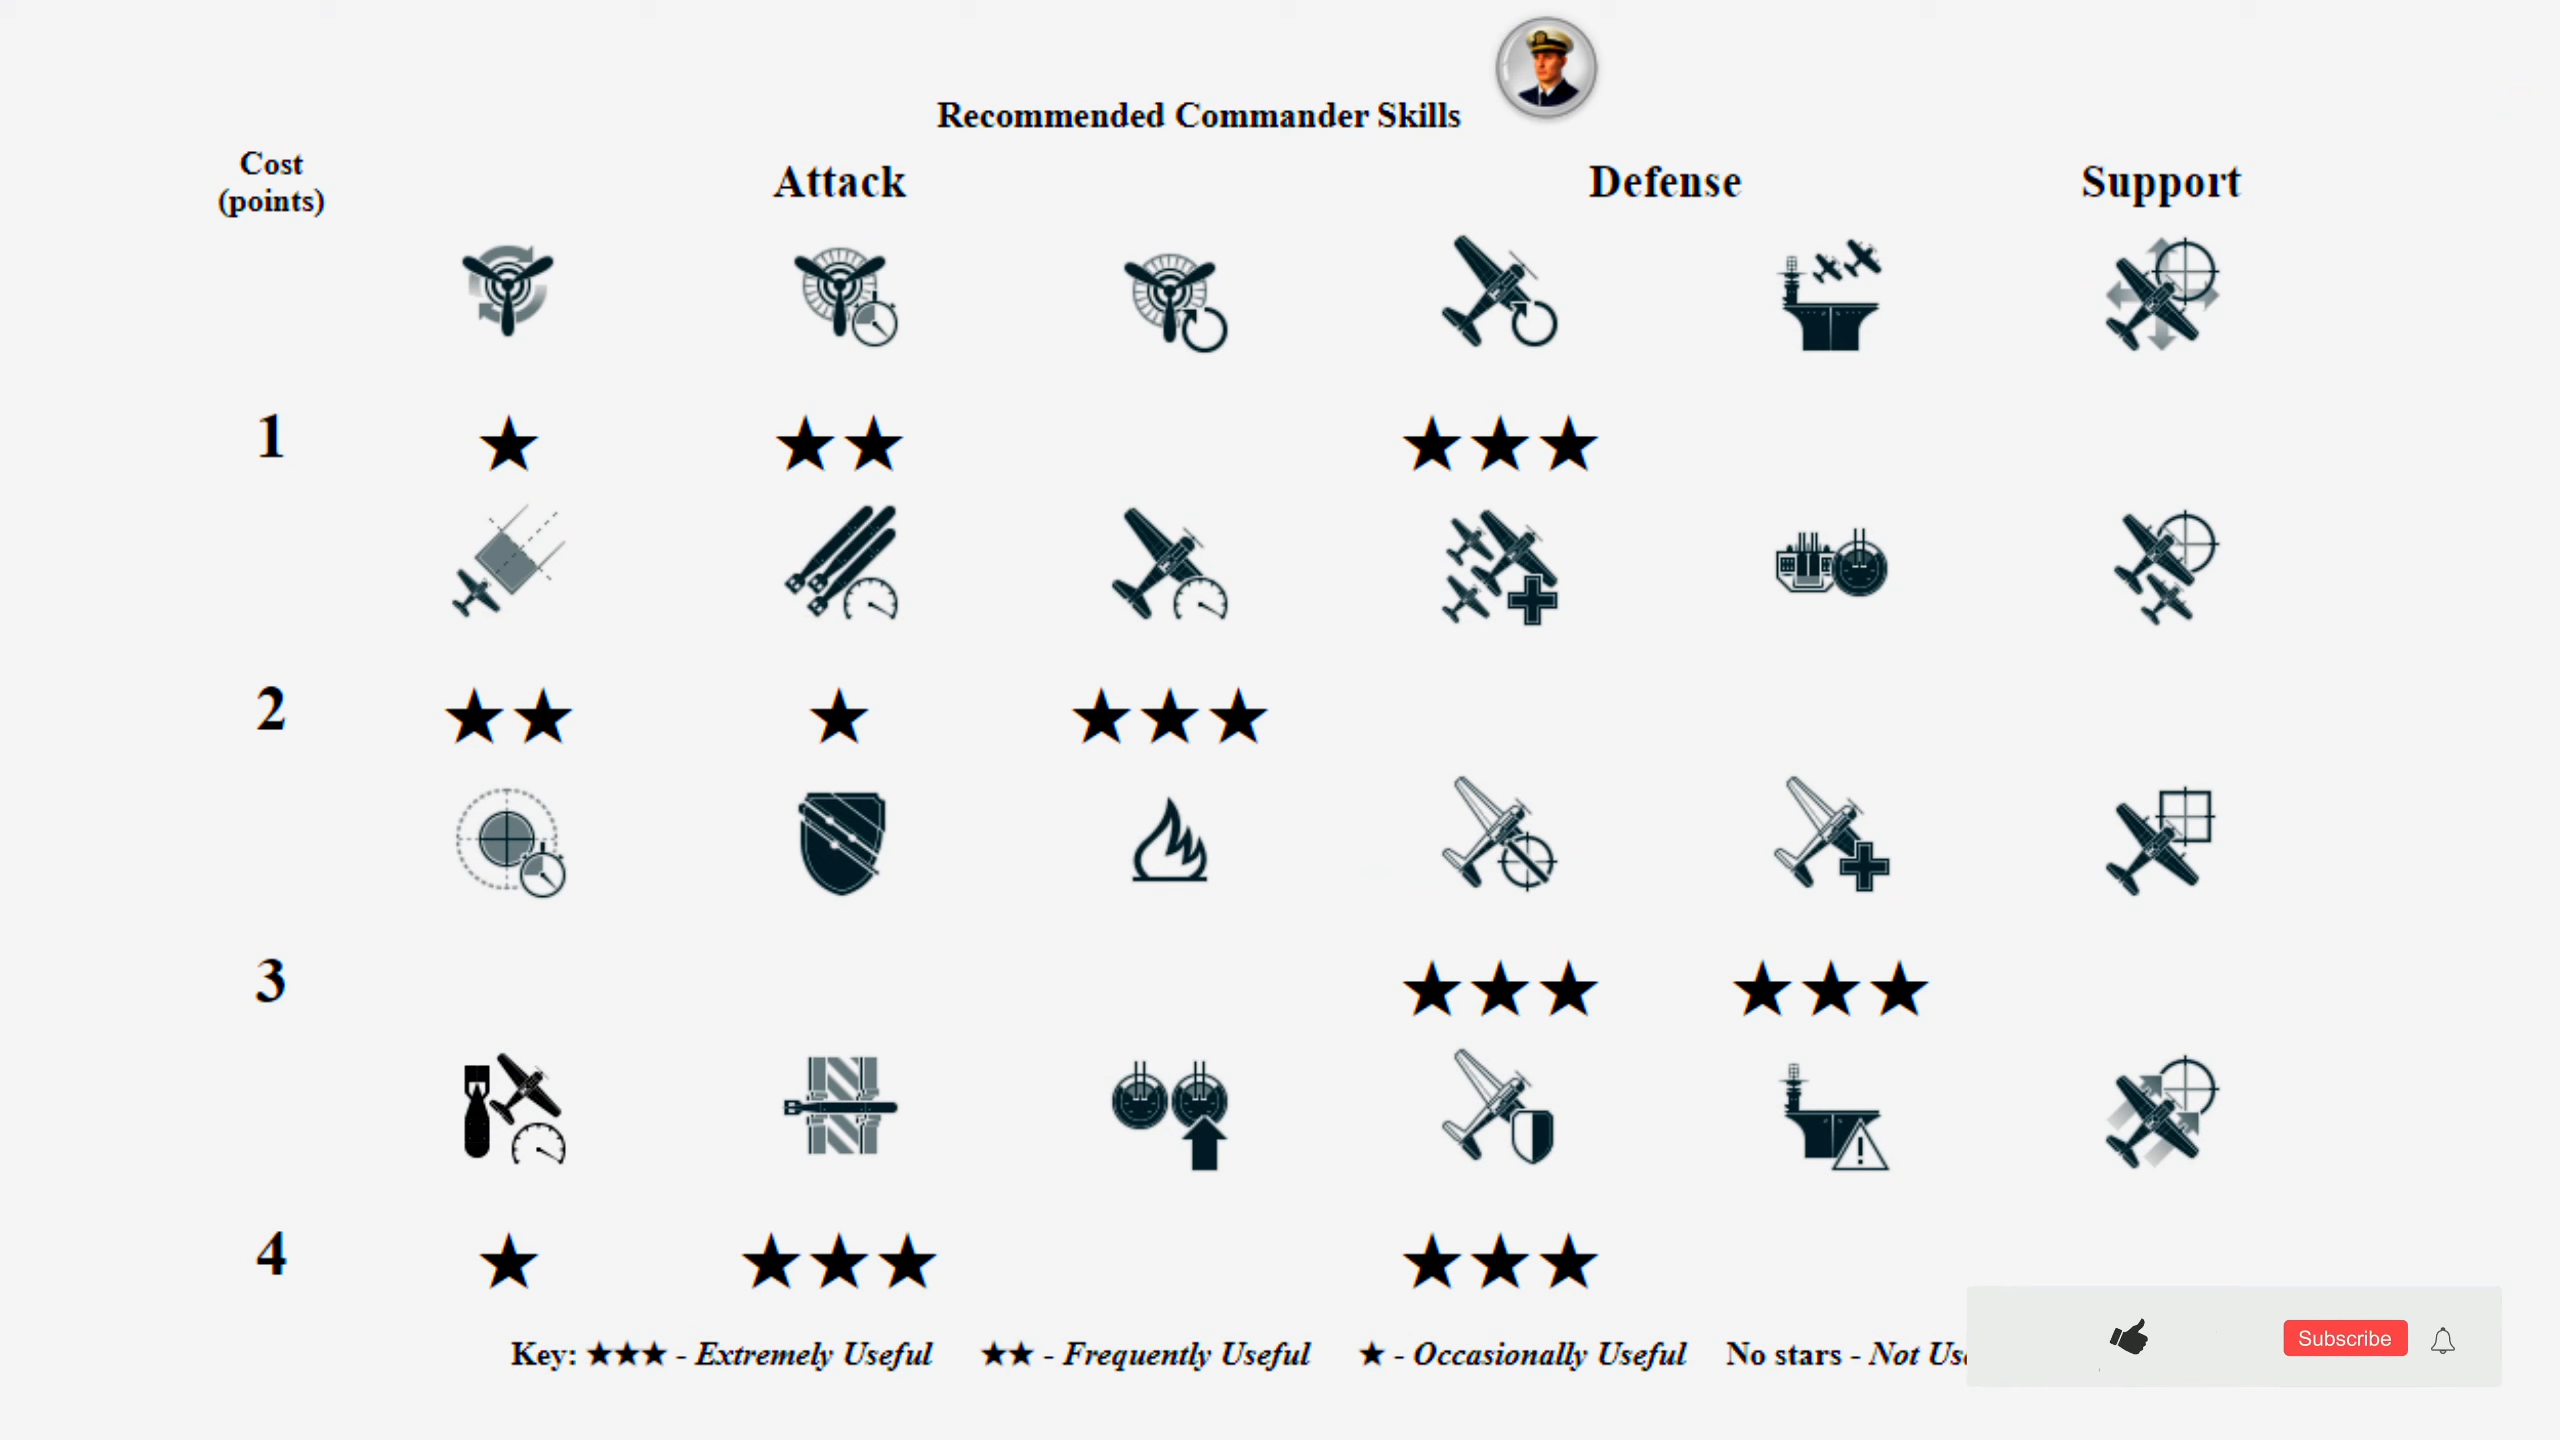 Recommended Commander Skills
Cost
(points)
Attack
Defense
Support
1
★
★★
★★★
2
★★
★
★★★
3
★★★
★★★
4
★
★★★
★★★
Key: ★★★ - Extremely Useful ★★ - Frequently Useful ★ - Occasionally Useful No stars - Not
Subscribe